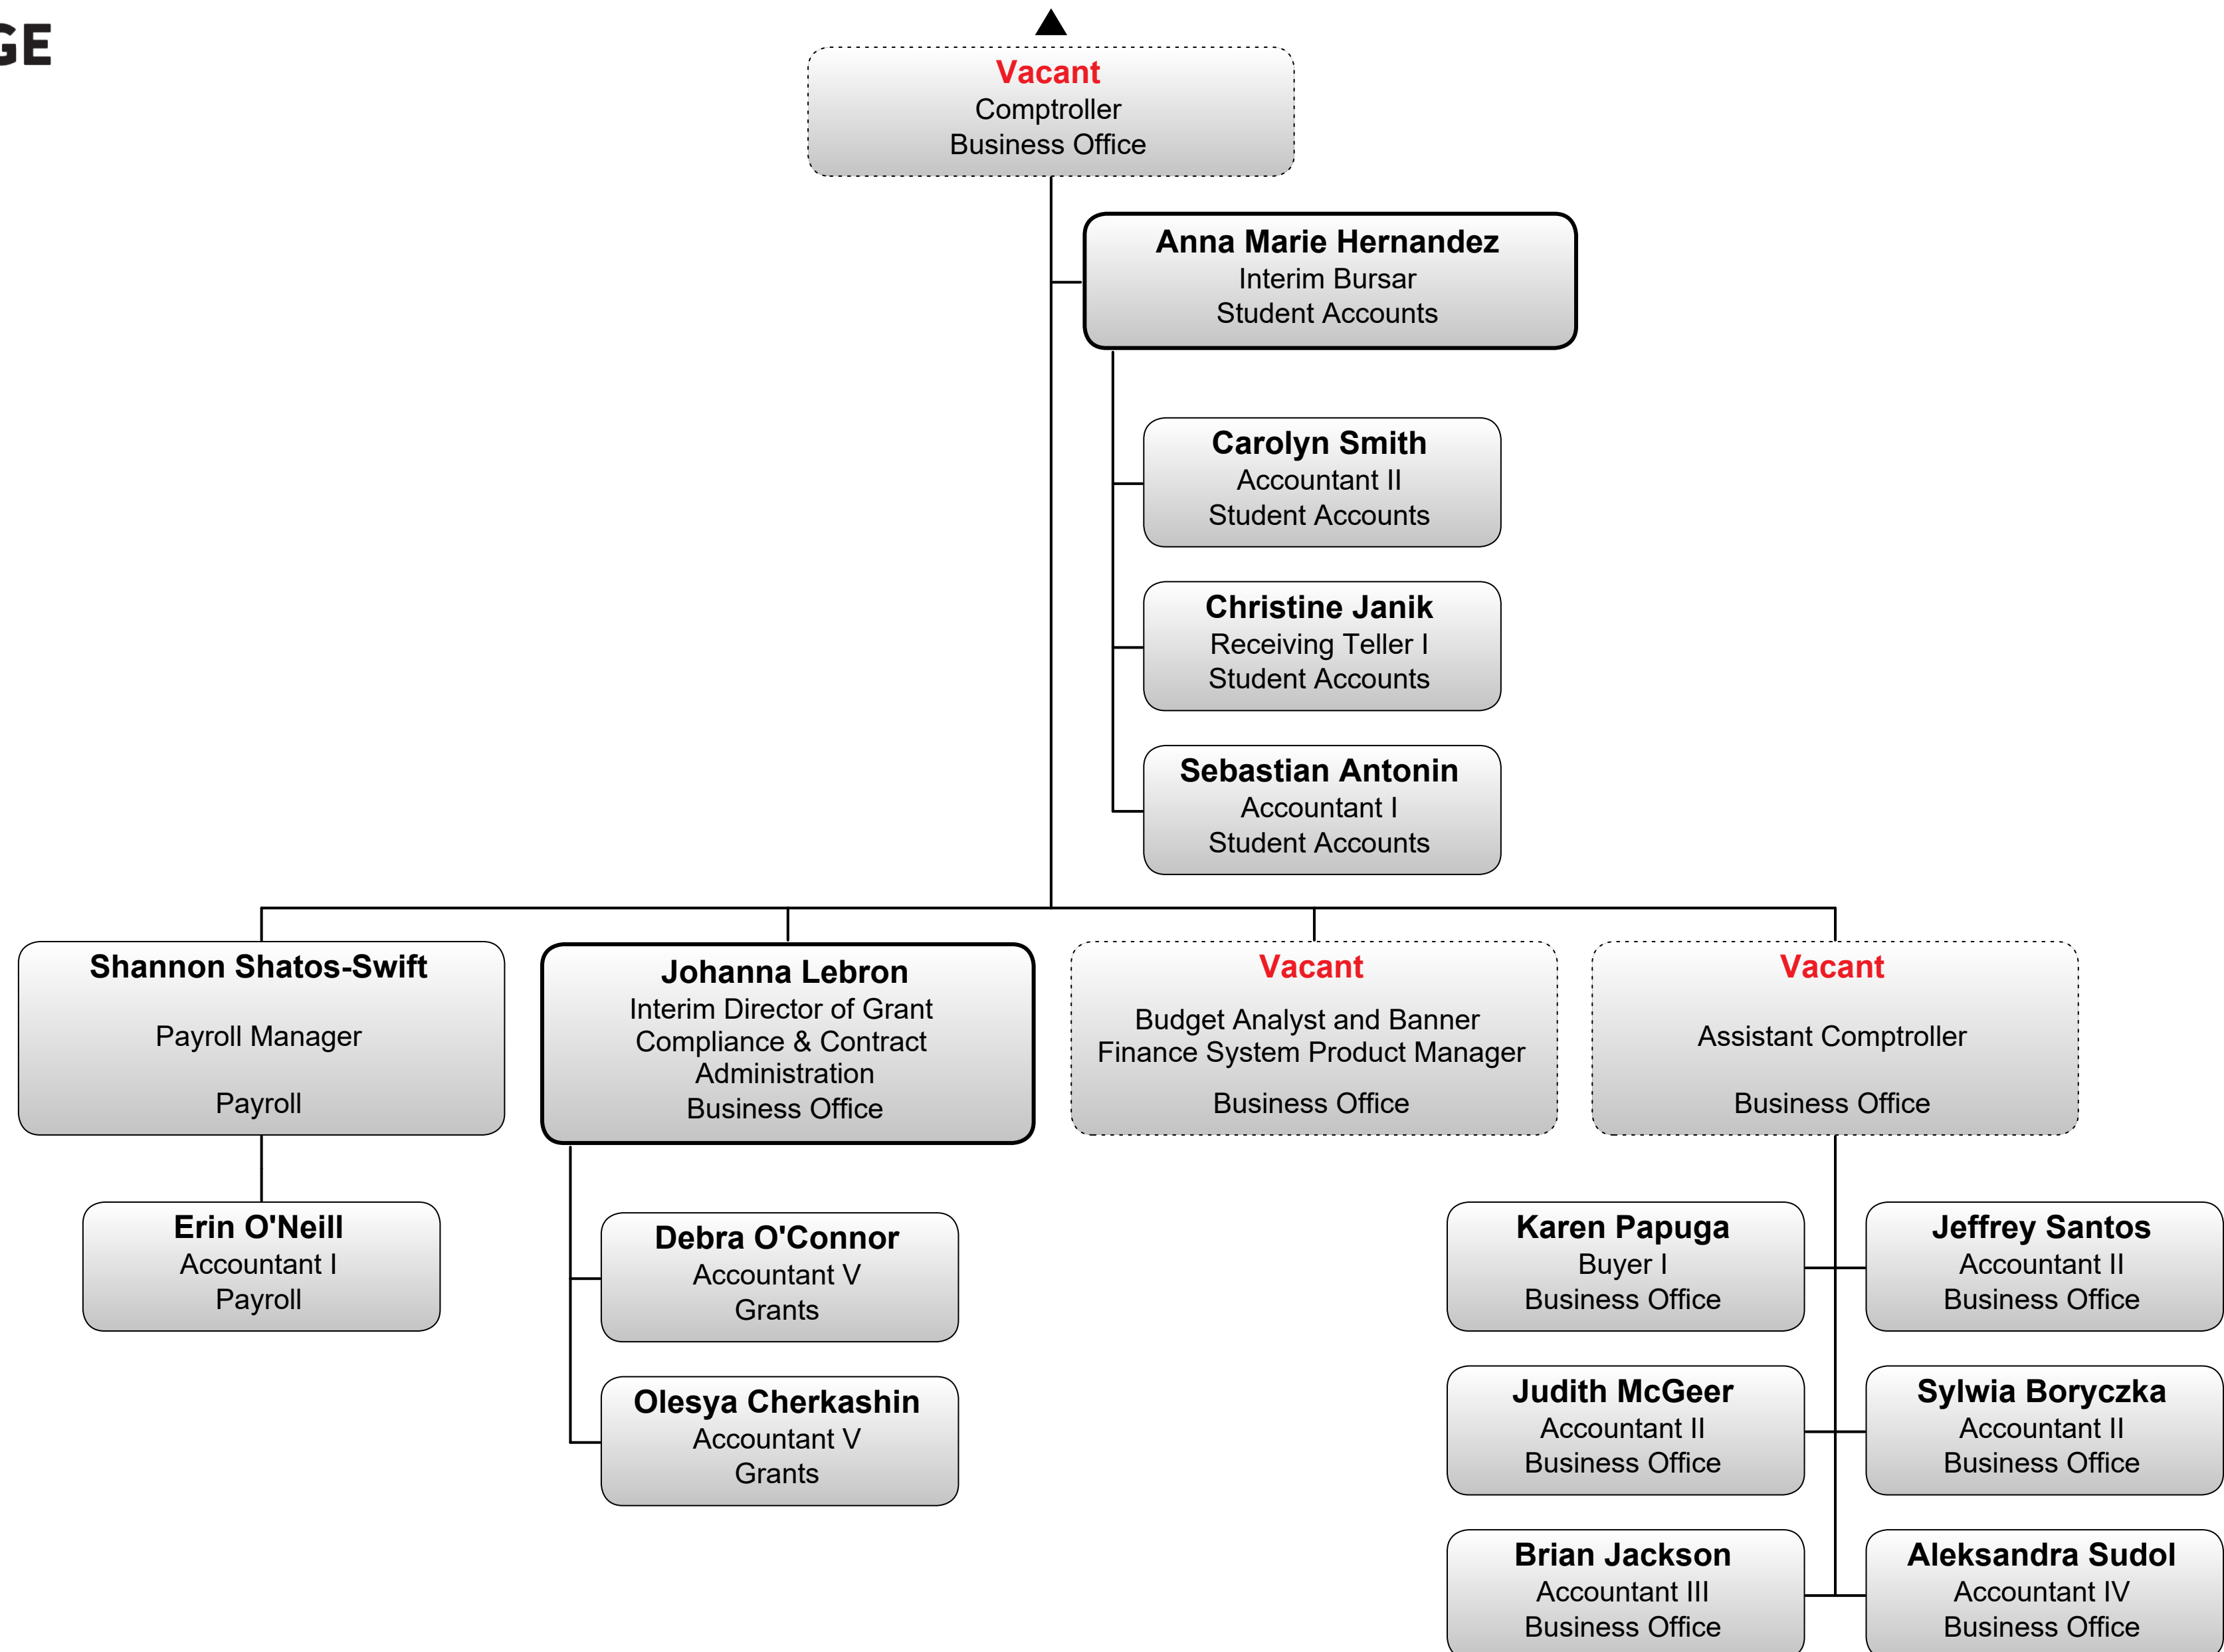 GE
Vacant
Comptroller
Business Office
Anna Marie Hernandez
Interim Bursar
Student Accounts
Carolyn Smith
Accountant II
Student Accounts
Christine Janik
Receiving Teller I
Student Accounts
Sebastian Antonin
Accountant I
Student Accounts
Shannon Shatos-Swift
Payroll Manager
Payroll
Johanna Lebron
Interim Director of Grant
Compliance & Contract
Administration
Business Office
Vacant
Budget Analyst and Banner
Finance System Product Manager
Business Office
Vacant
Assistant Comptroller
Business Office
Erin O'Neill
Accountant I
Payroll
Debra O'Connor
Accountant V
Grants
Olesya Cherkashin
Accountant V
Grants
Karen Papuga
Buyer I
Business Office
Jeffrey Santos
Accountant II
Business Office
Judith McGeer
Accountant II
Business Office
Sylwia Boryczka
Accountant II
Business Office
Brian Jackson
Accountant III
Business Office
Aleksandra Sudol
Accountant IV
Business Office